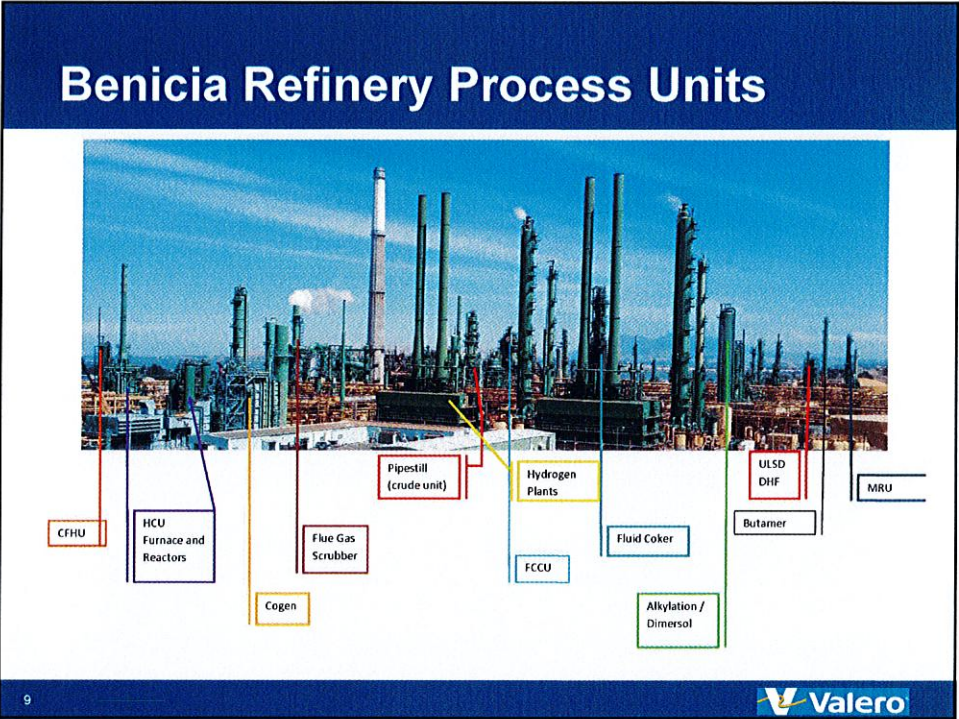 Benicia Refinery Process Units
Pipestill
(crude unit)
Hydrogen
Plants
ULSD
DHF
MRU
CFHU
HCU
Furnace and
Reactors
Flue Gas
Scrubber
Fluid Coker
Butamer
FCCU
Cogen
Alkylation /
Dimersol
9
Valero